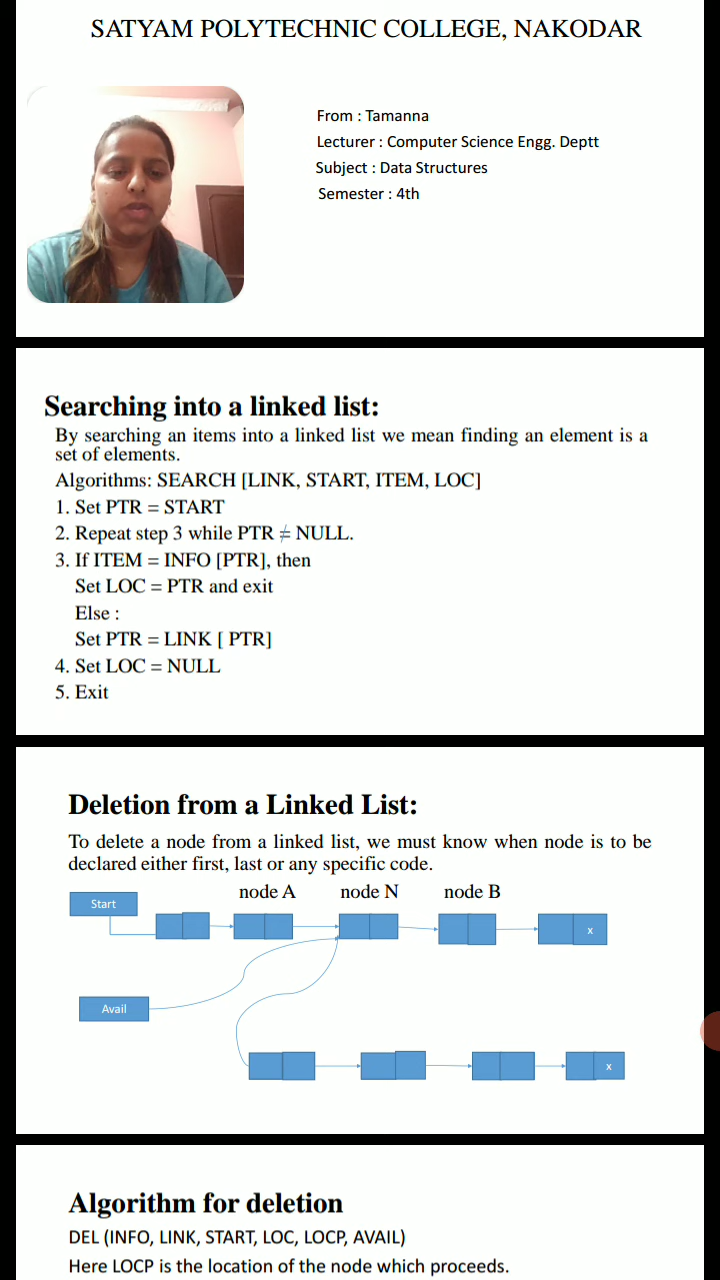 SATYAM POLYTECHNIC COLLEGE, NAKODAR
From : Tamanna
Lecturer : Computer Science Engg. Deptt
Subject : Data Structures
Semester : 4th
Searching into a linked list:
By searching an items into a linked list we mean finding an element is a
set of elements.
Algorithms: SEARCH [LINK, START, ITEM, LOC]
1. Set PTR = START
2. Repeat step 3 while PTR ≠ NULL.
3. If ITEM = INFO [PTR], then
Set LOC = PTR and exit
Else :
Set PTR = LINK [ PTR]
4. Set LOC = NULL
5. Exit
Deletion from a Linked List:
To delete a node from a linked list, we must know when node is to be
declared either first, last or any specific code.
node A node N node B
Start
x
Avail
x
Algorithm for deletion
DEL (INFO, LINK, START, LOC, LOCP, AVAIL)
Here LOCP is the location of the node which proceeds.